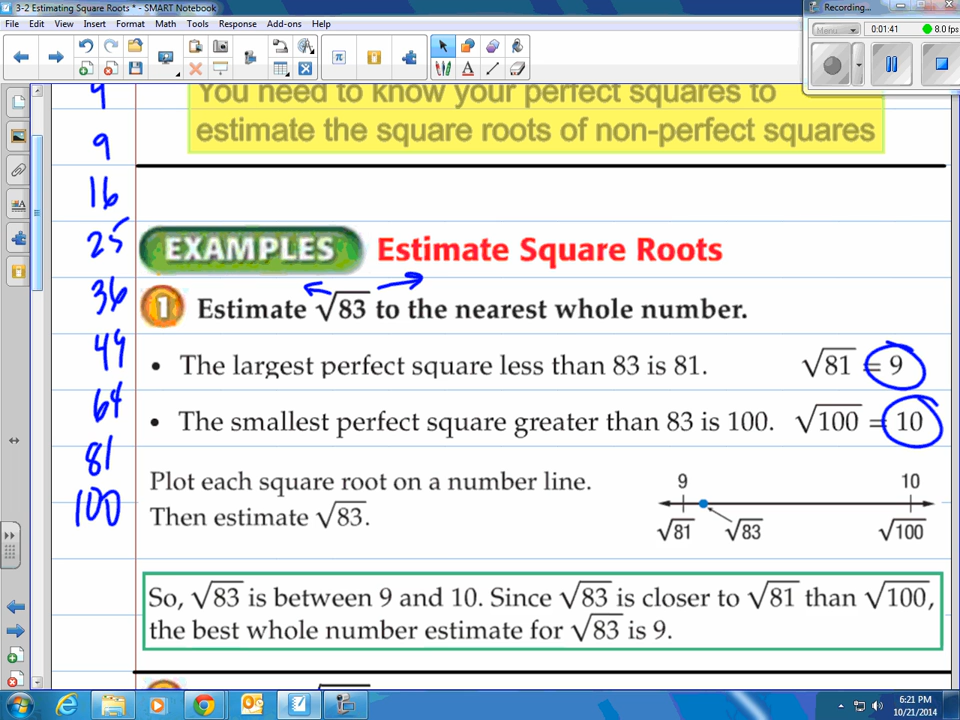 3-2 Estimating Square Roots * - SMART Notebook
Recording...
File Edit View Insert Format Math Tools Response Add-ons Help
Menu
00:01:41
8.0 fps
You need to know your perfect squares to
estimate the square roots of non-perfect squares
4
9
16
25
36
49
64
81
100
EXAMPLES Estimate Square Roots
1 Estimate √83 to the nearest whole number.
• The largest perfect square less than 83 is 81. √81 = 9
• The smallest perfect square greater than 83 is 100. √100 = 10
Plot each square root on a number line.
Then estimate √83.
9 10
√81 √83 √100
So, √83 is between 9 and 10. Since √83 is closer to √81 than √100,
the best whole number estimate for √83 is 9.
6:21 PM
10/21/2014